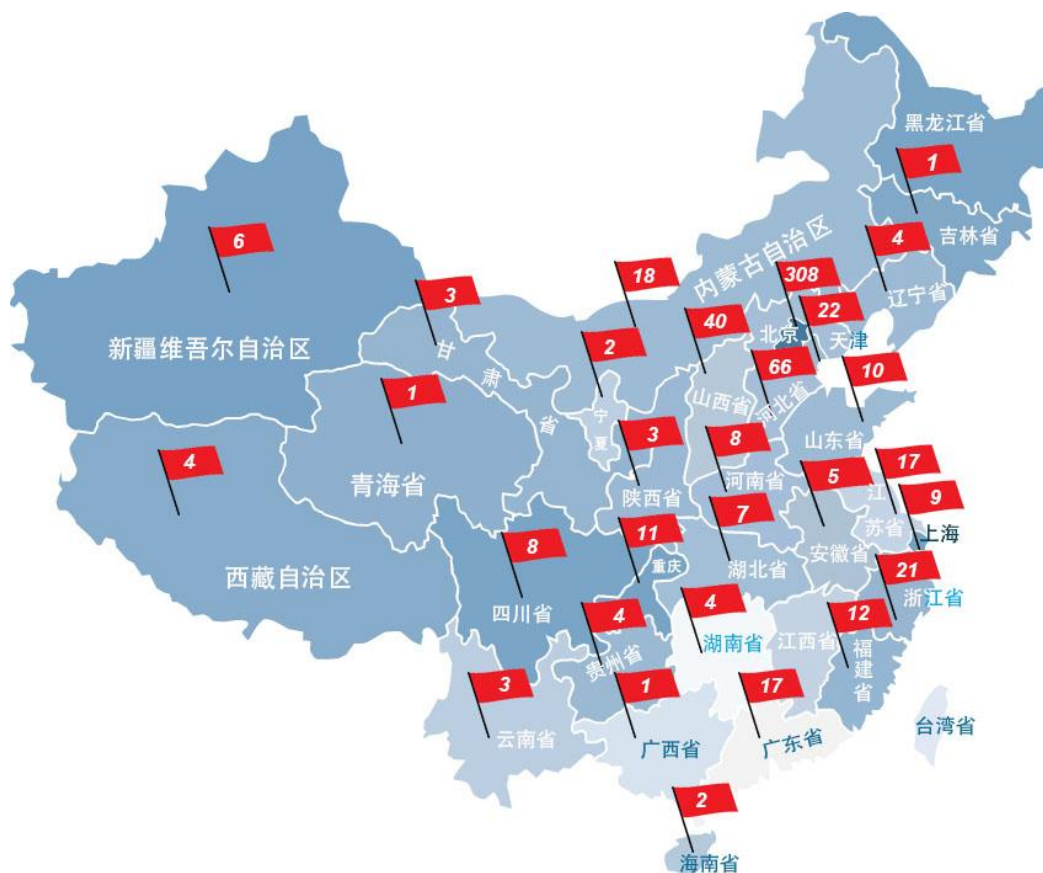 黑龙江省
1
吉林省
4
辽宁省
6
3
18
内蒙古自治区
308
22
北京
天津
40
新疆维吾尔自治区
甘肃省
2
66
10
1
山西省
河北省
宁夏
山东省
4
3
8
5
17
青海省
陕西省
河南省
江苏省
9
上海
8
11
7
安徽省
西藏自治区
重庆
湖北省
21
浙江省
四川省
4
4
12
湖南省
江西省
福建省
贵州省
3
1
17
云南省
广西省
广东省
台湾省
2
海南省